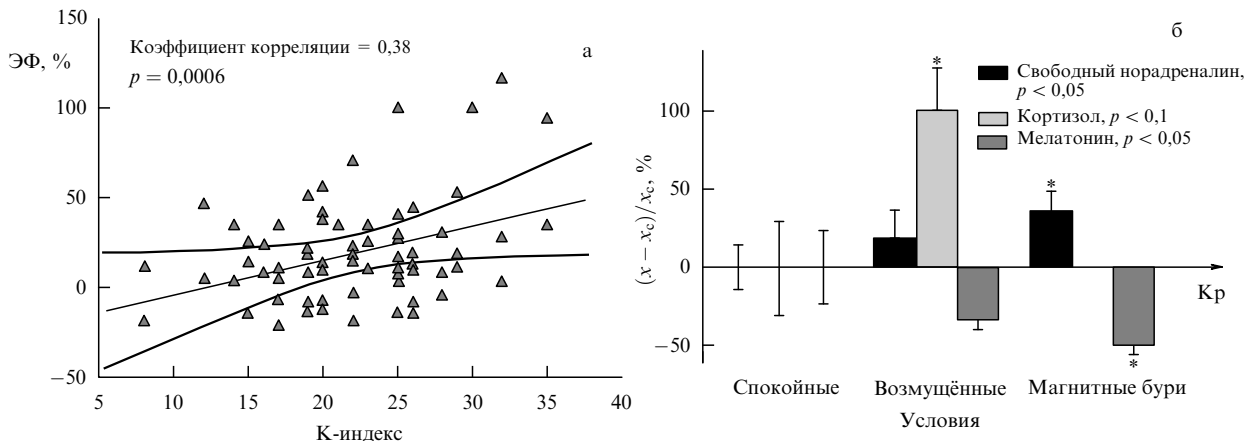 150
100
50
0
−50
ЭФ, %
Коэффициент корреляции = 0,38
p = 0,0006
а
5 10 15 20 25 30 35 40
K-индекс
б
100
50
0
−50
(x − xc)/xc, %
Свободный норадреналин,
p < 0,05
Кортизол, p < 0,1
Мелатонин, p < 0,05
*
*
*
Kp
Спокойные Возмущённые Магнитные бури
Условия